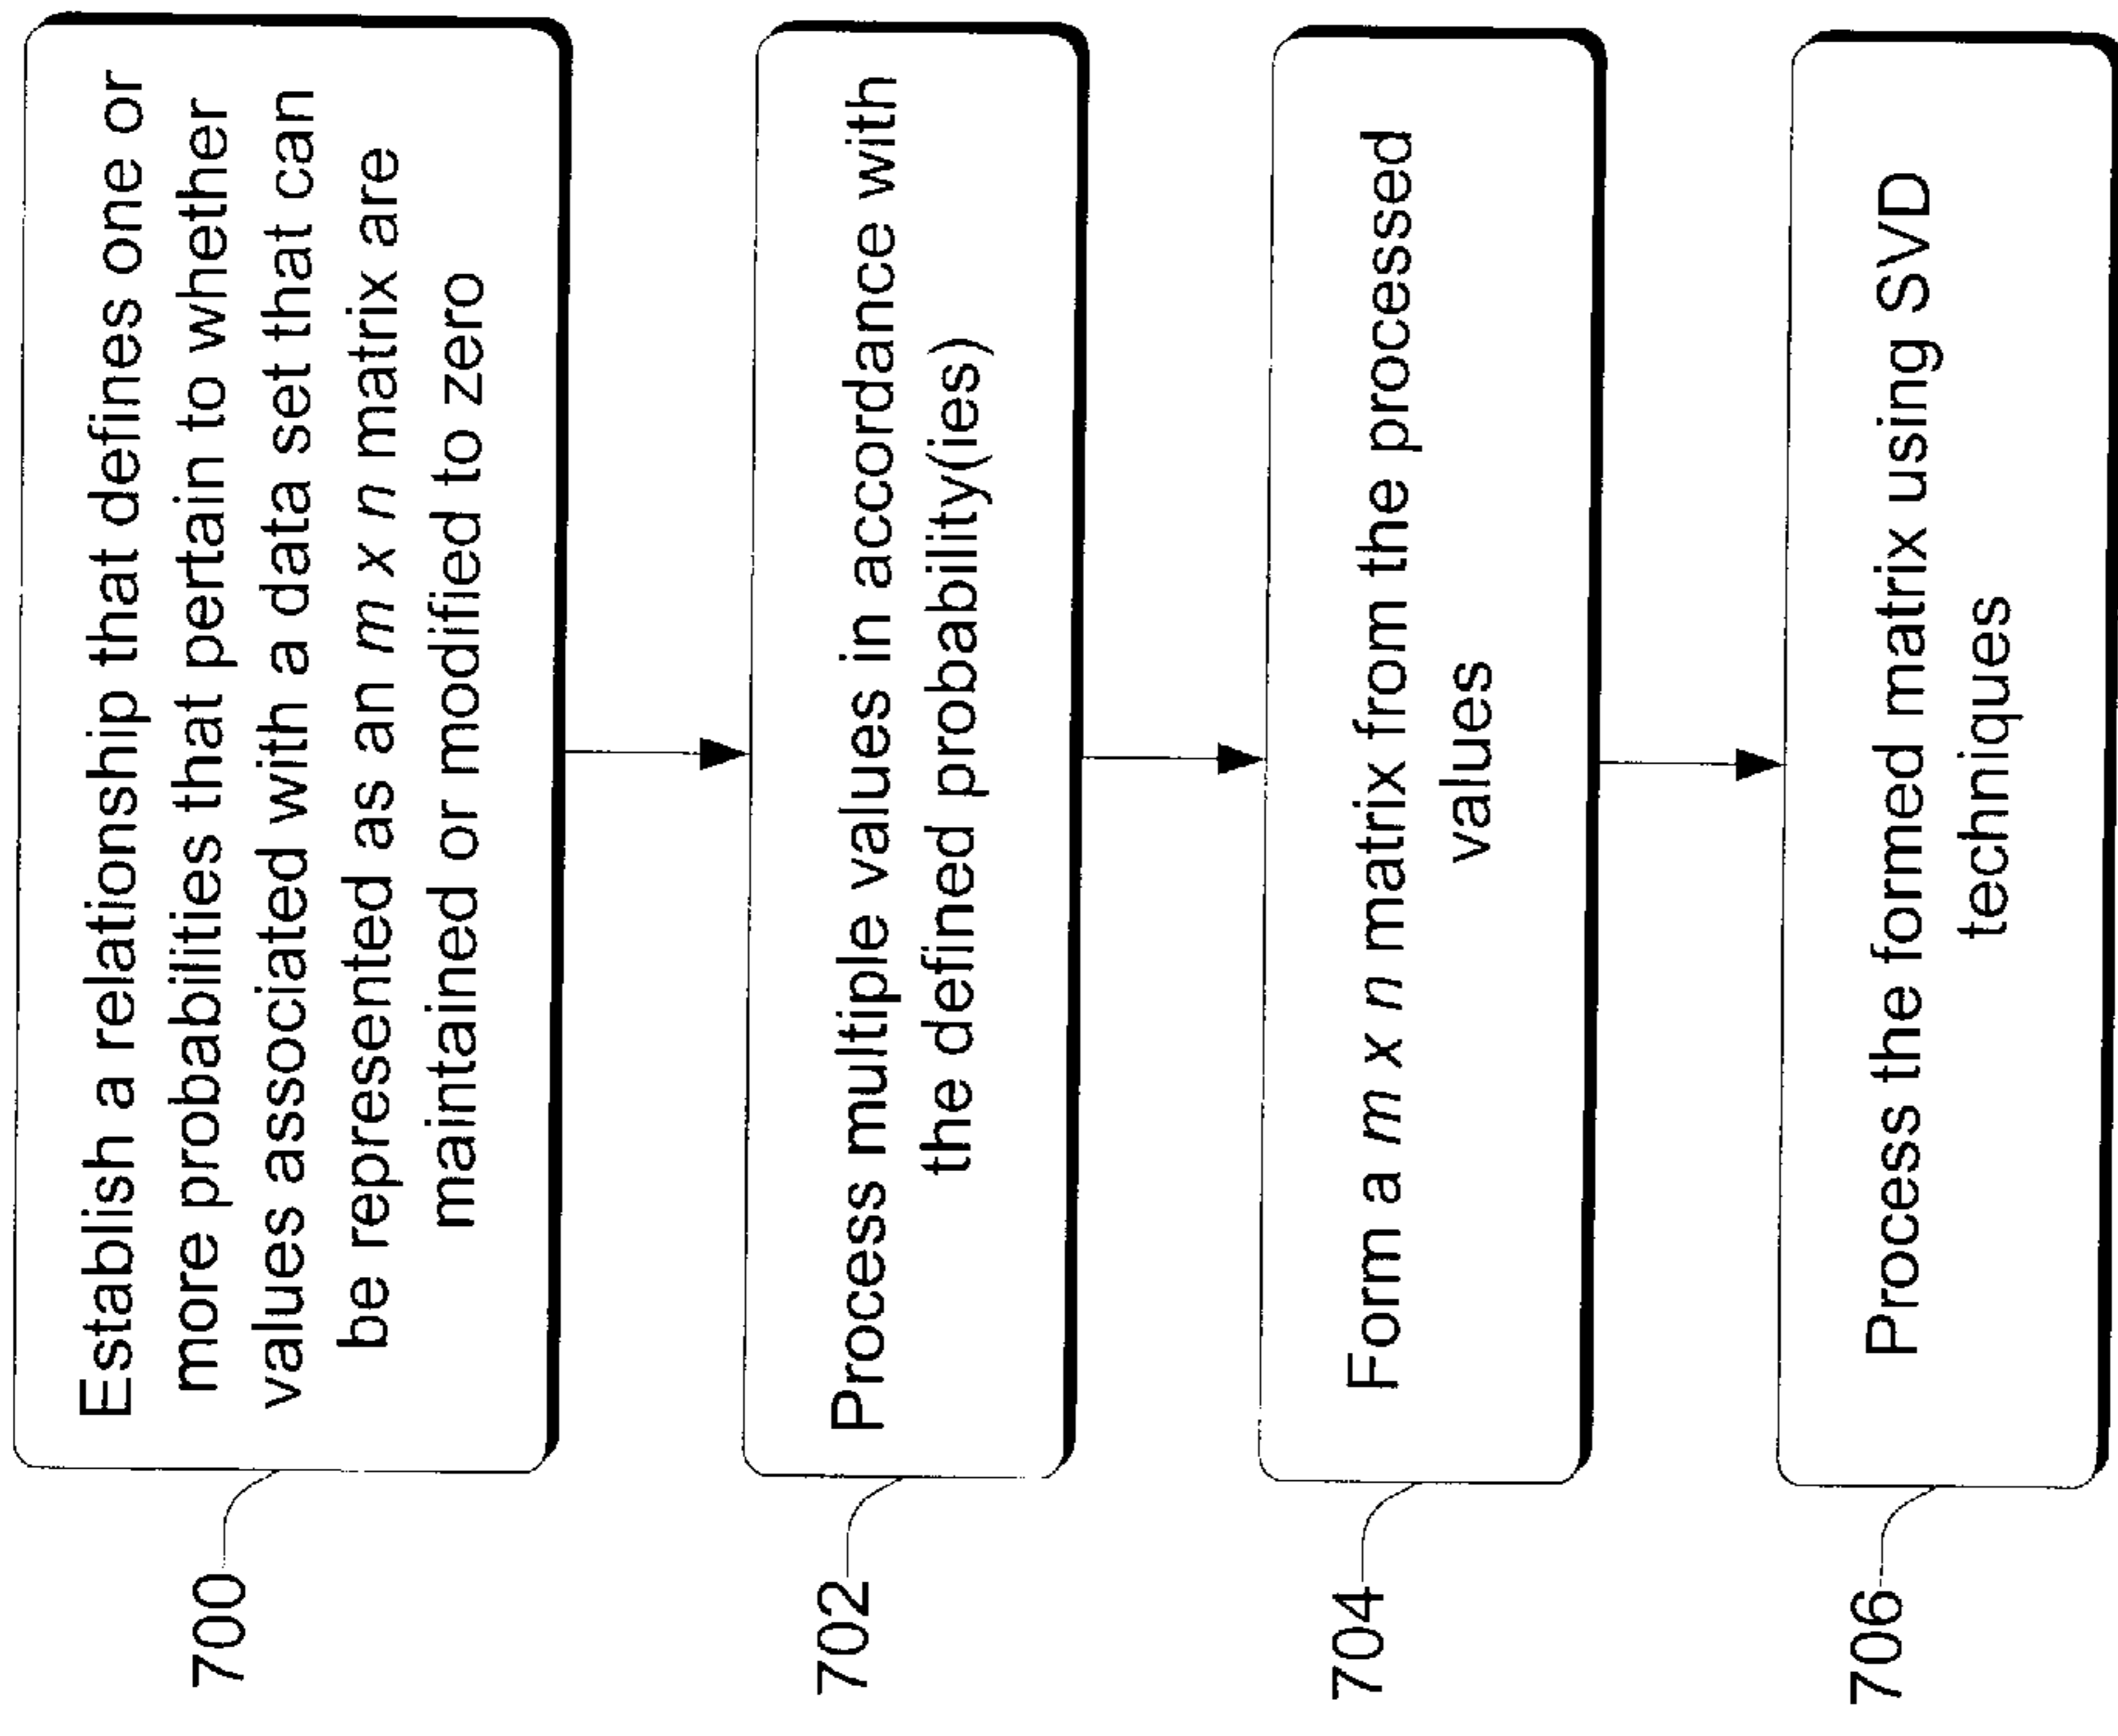 700
Establish a relationship that defines one or
more probabilities that pertain to whether
values associated with a data set that can
be represented as an m x n matrix are
maintained or modified to zero
702
Process multiple values in accordance with
the defined probability(ies)
704
Form a m x n matrix from the processed
values
706
Process the formed matrix using SVD
techniques